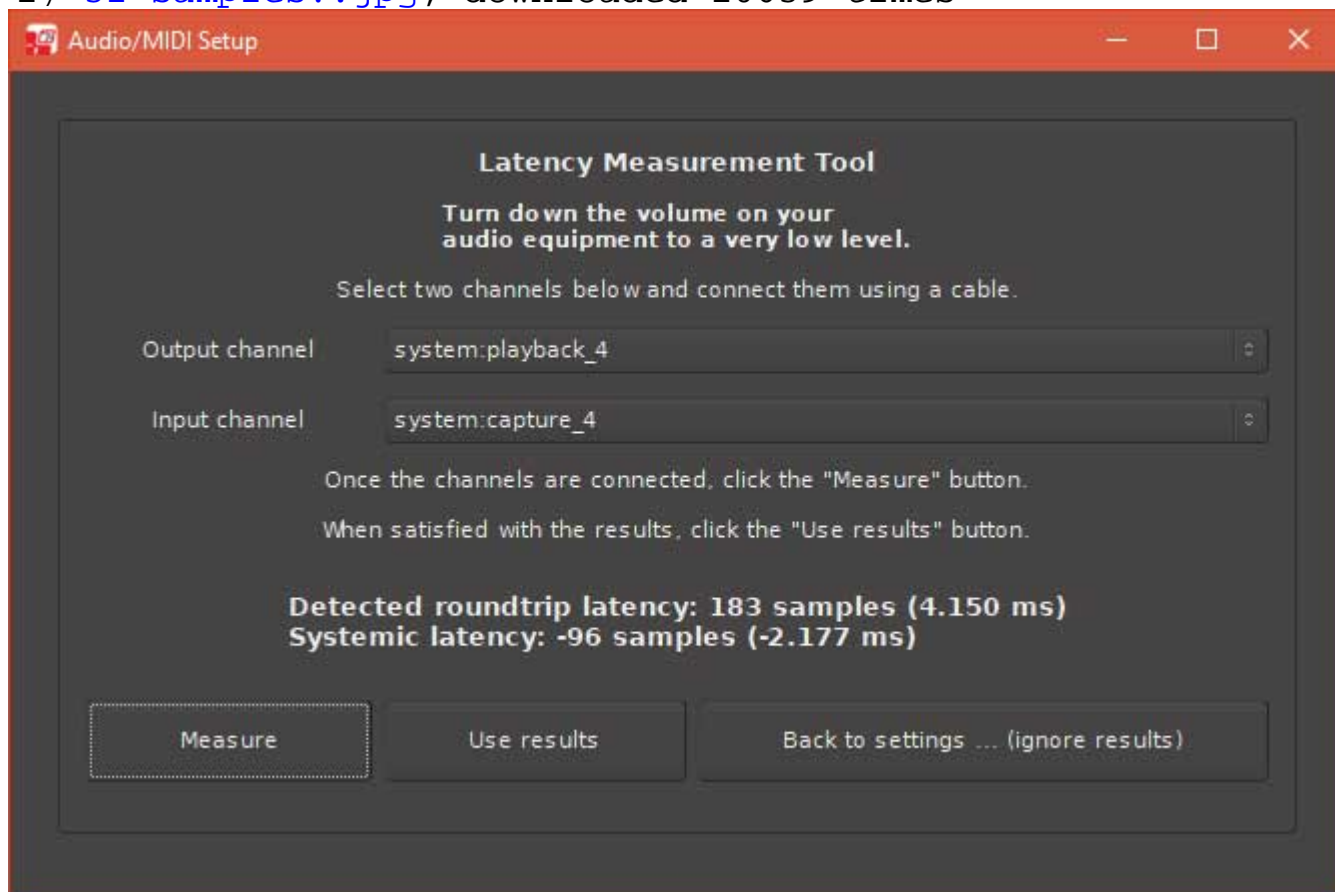 Audio/MIDI Setup
Latency Measurement Tool
Turn down the volume on your
audio equipment to a very low level.
Select two channels below and connect them using a cable.
Output channel system:playback_4
Input channel system:capture_4
Once the channels are connected, click the "Measure" button.
When satisfied with the results, click the "Use results" button.
Detected roundtrip latency: 183 samples (4.150 ms)
Systemic latency: -96 samples (-2.177 ms)
Measure Use results Back to settings ... (ignore results)